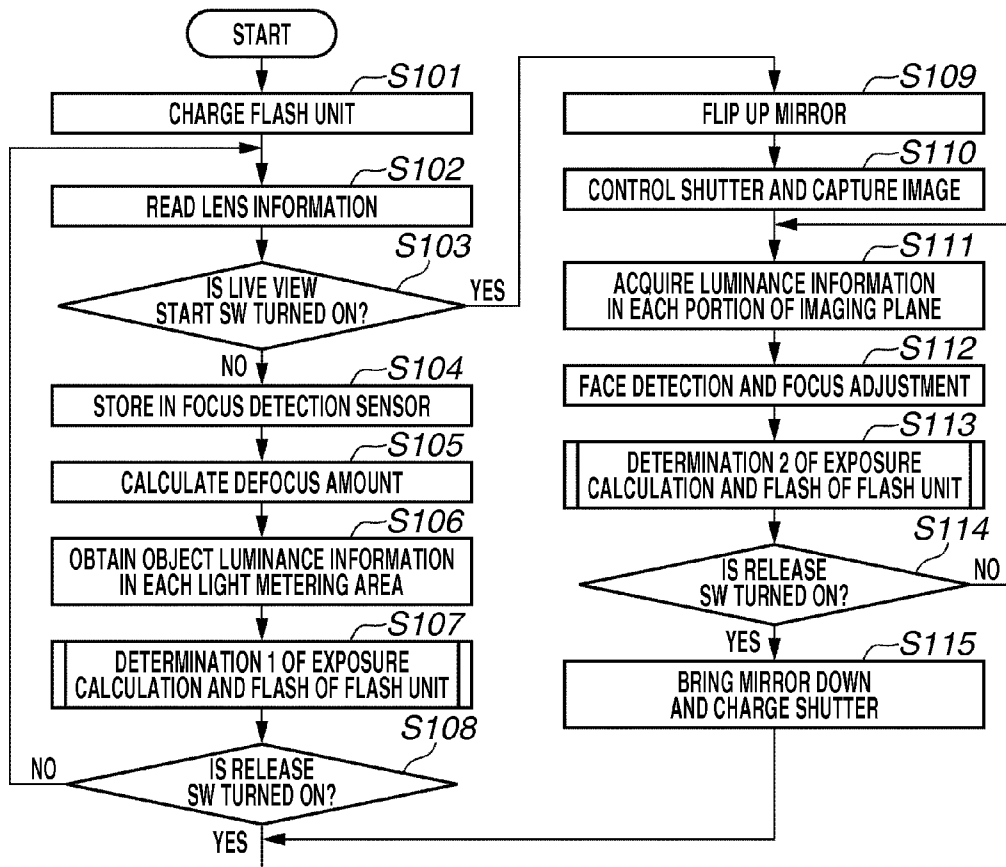 START
S101
CHARGE FLASH UNIT
S102
READ LENS INFORMATION
S103
IS LIVE VIEW
START SW TURNED ON?
YES
NO
S104
STORE IN FOCUS DETECTION SENSOR
S105
CALCULATE DEFOCUS AMOUNT
S106
OBTAIN OBJECT LUMINANCE INFORMATION
IN EACH LIGHT METERING AREA
S107
DETERMINATION 1 OF EXPOSURE
CALCULATION AND FLASH OF FLASH UNIT
S108
NO
IS RELEASE
SW TURNED ON?
YES
S109
FLIP UP MIRROR
S110
CONTROL SHUTTER AND CAPTURE IMAGE
S111
ACQUIRE LUMINANCE INFORMATION
IN EACH PORTION OF IMAGING PLANE
S112
FACE DETECTION AND FOCUS ADJUSTMENT
S113
DETERMINATION 2 OF EXPOSURE
CALCULATION AND FLASH OF FLASH UNIT
S114
IS RELEASE
SW TURNED ON?
NO
YES
S115
BRING MIRROR DOWN
AND CHARGE SHUTTER